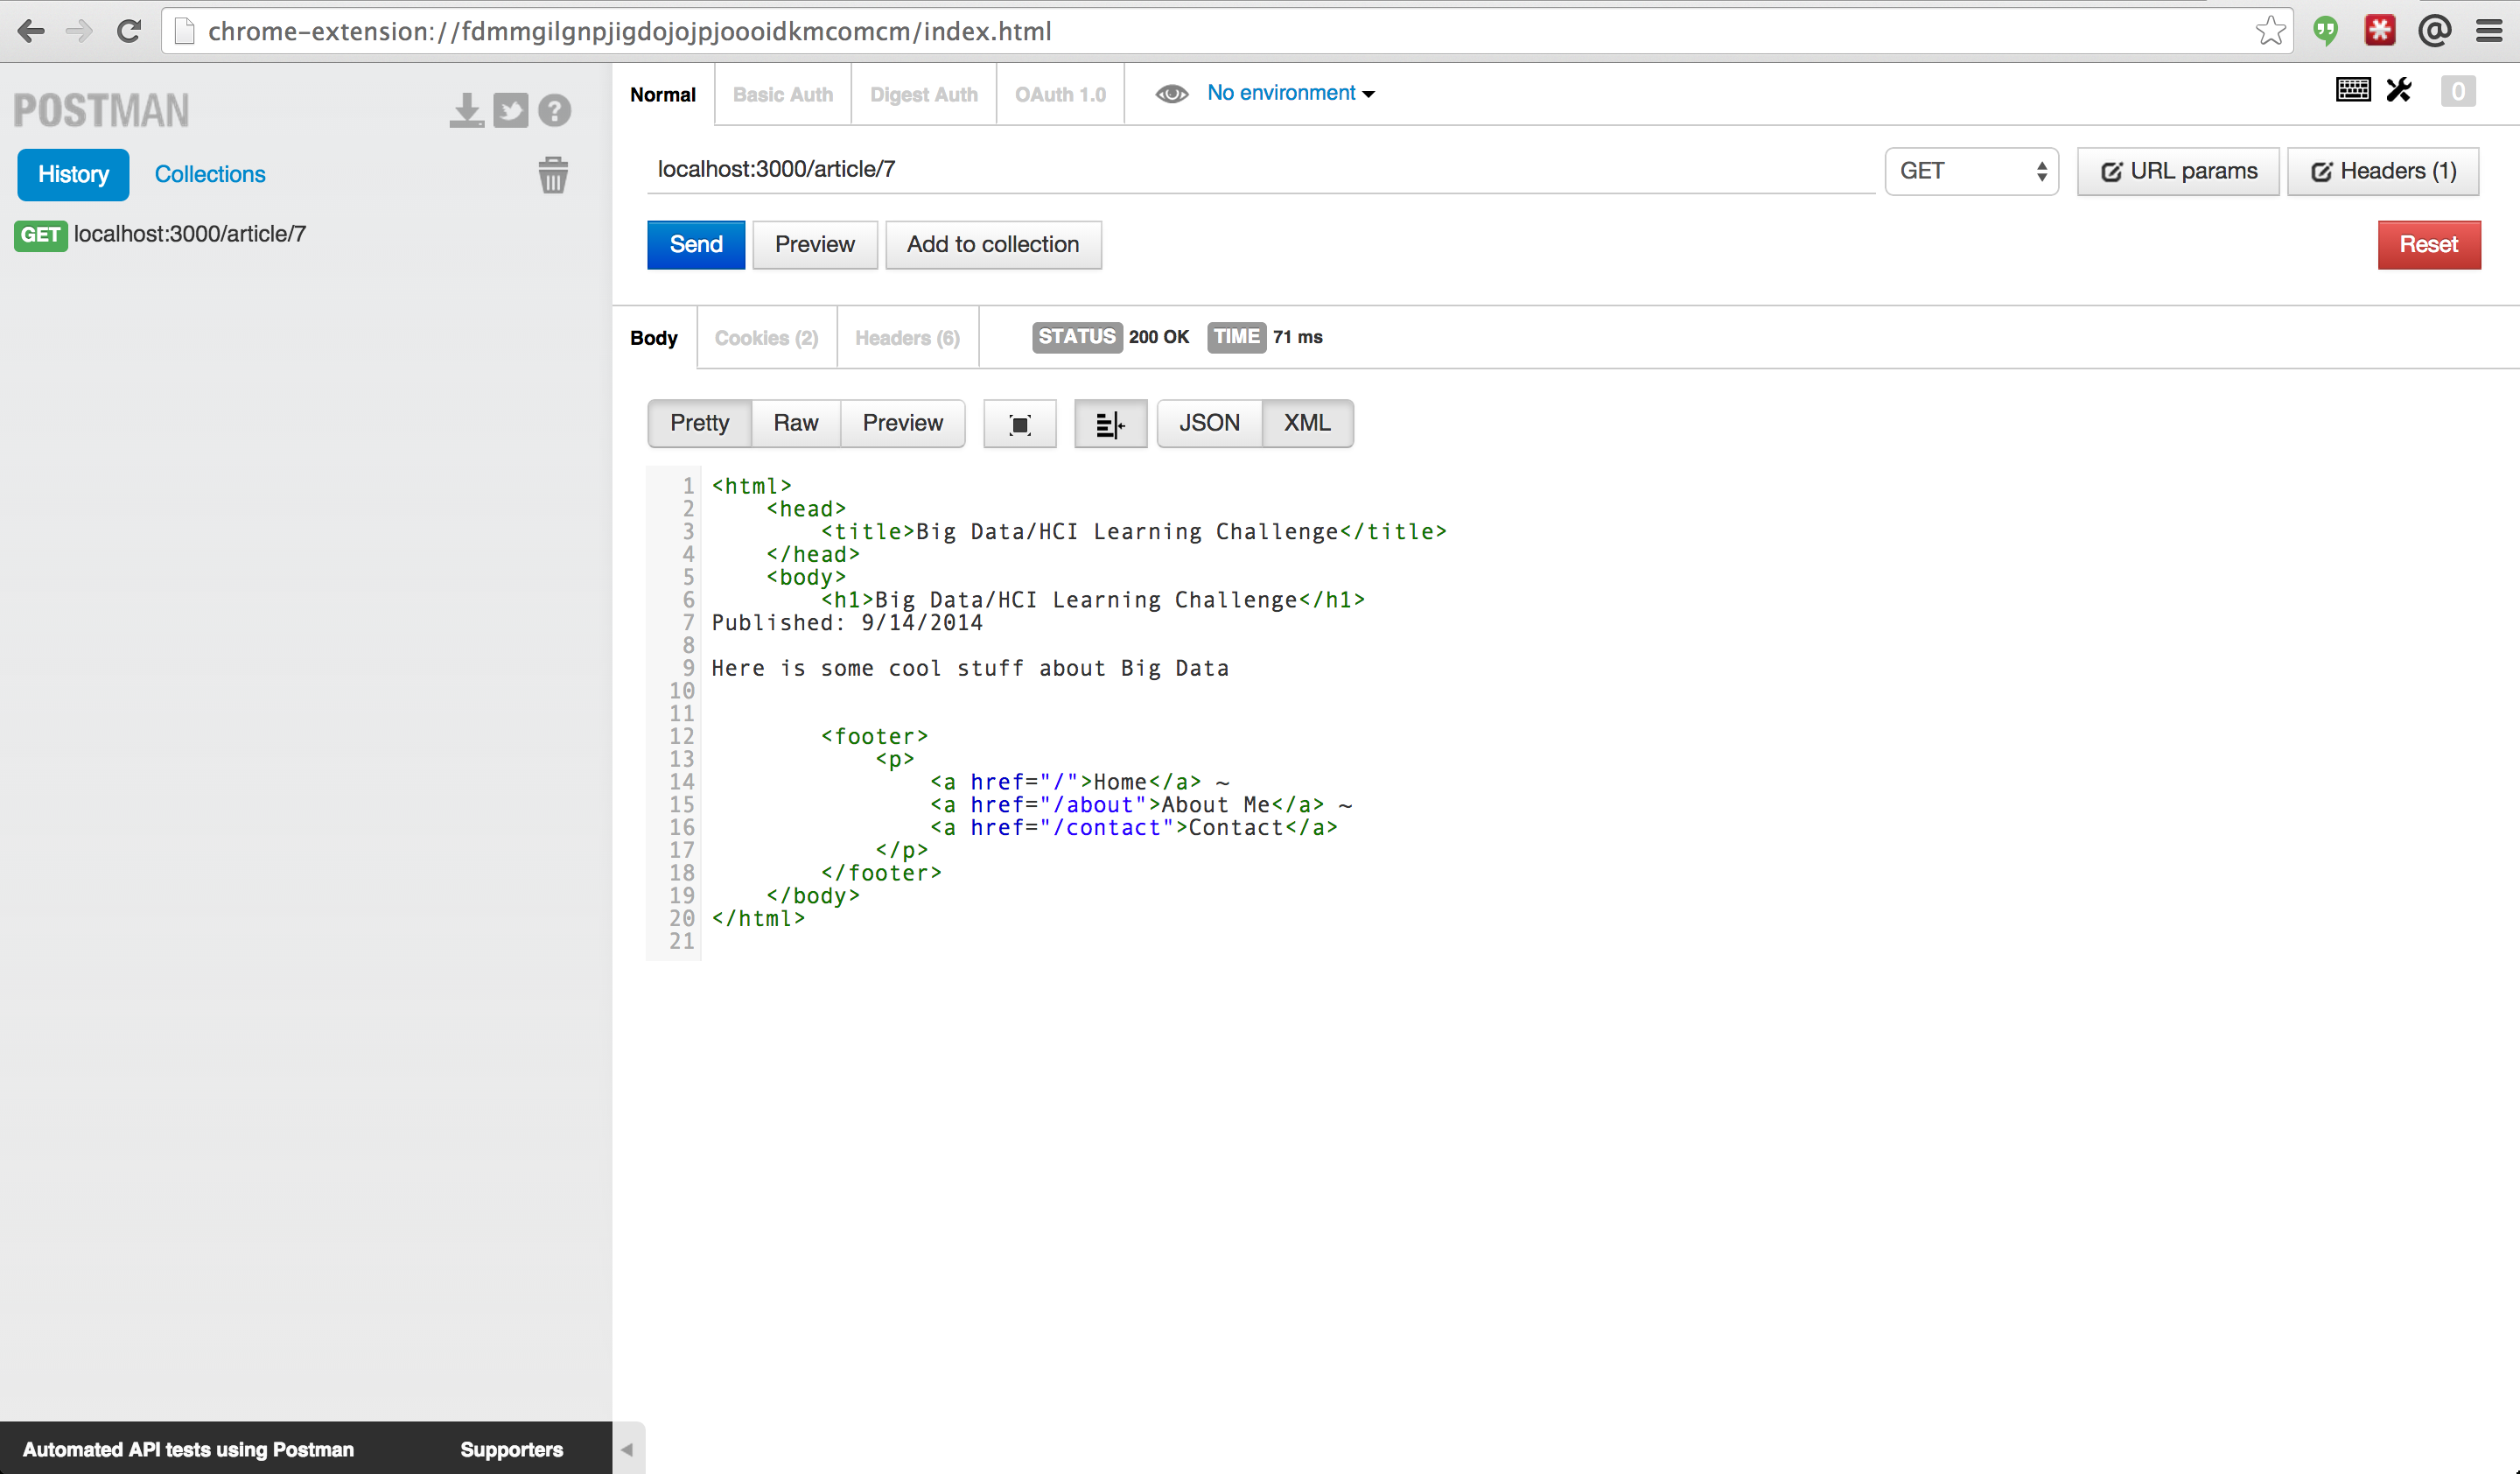 chrome-extension://fdmmgilgnpjigdojojpjoooidkmcomcm/index.html
POSTMAN
History Collections
GET localhost:3000/article/7
Normal Basic Auth Digest Auth OAuth 1.0 No environment 0
localhost:3000/article/7 GET URL params Headers (1)
Send Preview Add to collection Reset
Body Cookies (2) Headers (6) STATUS 200 OK TIME 71 ms
Pretty Raw Preview JSON XML
1 <html>
2 <head>
3 <title>Big Data/HCI Learning Challenge</title>
4 </head>
5 <body>
6 <h1>Big Data/HCI Learning Challenge</h1>
7 Published: 9/14/2014
8
9 Here is some cool stuff about Big Data
10
11
12 <footer>
13 <p>
14 <a href="/">Home</a> ~
15 <a href="/about">About Me</a> ~
16 <a href="/contact">Contact</a>
17 </p>
18 </footer>
19 </body>
20 </html>
21
Automated API tests using Postman Supporters